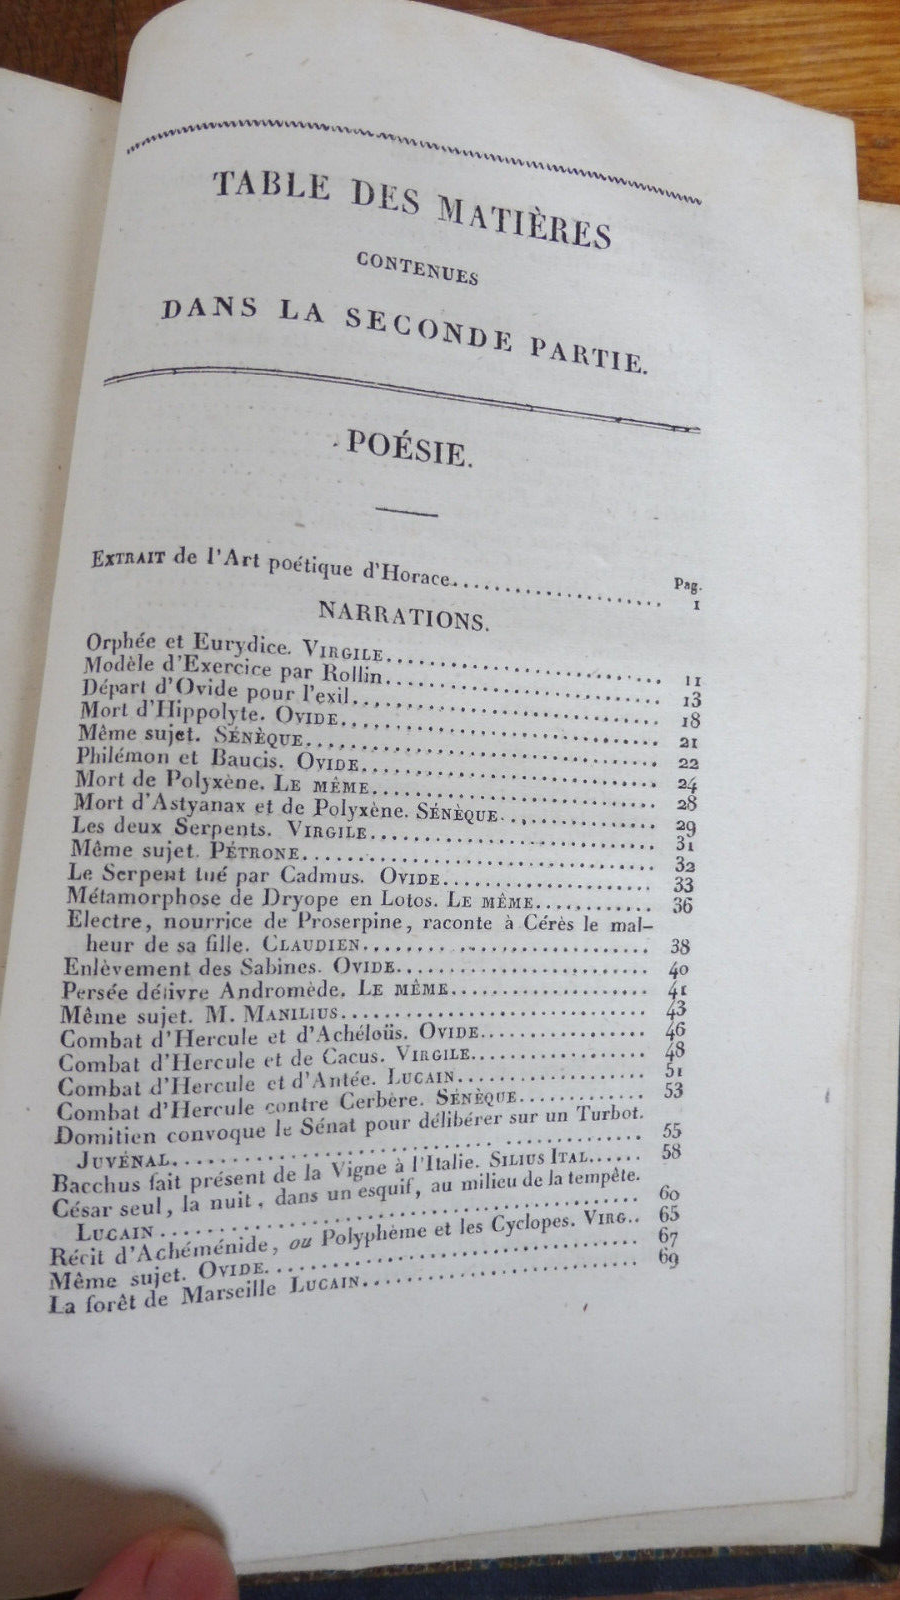 TABLE DES MATIÈRES
CONTENUES
DANS LA SECONDE PARTIE.
POÉSIE.
Pag.
EXTRAIT de l'Art poétique d'Horace.......................... 1
NARRATIONS.
Orphée et Eurydice. VIRGILE.......................... 11
Modèle d'Exercice par Rollin.......................... 13
Départ d'Ovide pour l'exil.......................... 18
Mort d'Hippolyte. OVIDE.......................... 21
Même sujet. SÉNÈQUE.......................... 22
Philémon et Baucis. OVIDE.......................... 24
Mort de Polyxène. LE MÊME.......................... 28
Mort d'Astyanax et de Polyxène. SÉNÈQUE.............. 29
Les deux Serpents. VIRGILE.......................... 31
Même sujet. PÉTRONE.......................... 32
Le Serpent tué par Cadmus. OVIDE.................... 33
Métamorphose de Dryope en Lotos. LE MÊME............ 36
Electre, nourrice de Proserpine, raconte à Cérès le mal-
heur de sa fille. CLAUDIEN.......................... 38
Enlèvement des Sabines. OVIDE.......................... 40
Persée délivre Andromède. LE MÊME.................... 41
Même sujet. M. MANILIUS.......................... 43
Combat d'Hercule et d'Achéloüs. OVIDE................ 46
Combat d'Hercule et de Cacus. VIRGILE................ 48
Combat d'Hercule et d'Antée. LUCAIN.................. 51
Combat d'Hercule contre Cerbère. SÉNÈQUE............ 53
Domitien convoque le Sénat pour délibérer sur un Turbot.
JUVÉNAL.......................... 55
Bacchus fait présent de la Vigne à l'Italie. SILIUS ITAL...... 58
César seul, la nuit, dans un esquif, au milieu de la tempête.
LUCAIN.......................... 60
Récit d'Achéménide, ou Polyphème et les Cyclopes. VIRG.. 65
Même sujet. OVIDE.......................... 67
La forêt de Marseille LUCAIN.......................... 69